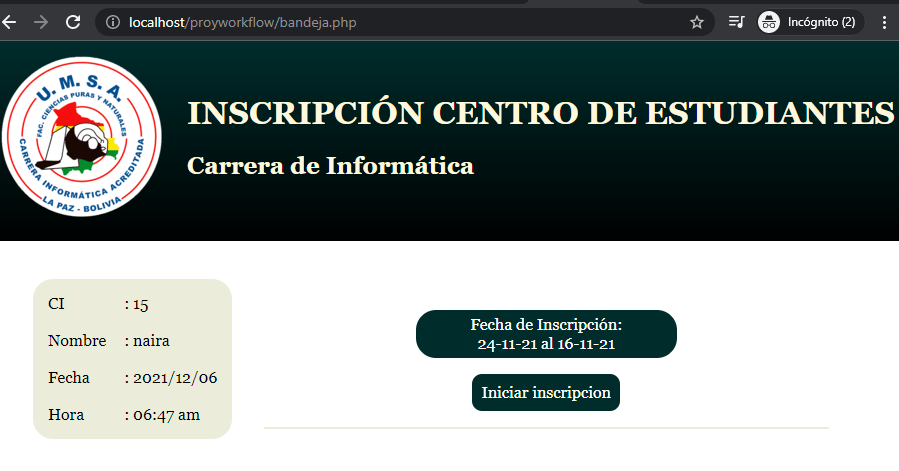 localhost/proyworkflow/bandeja.php
Incógnito (2)
U. M. S. A.
FAC. CIENCIAS PURAS Y NATURALES
CARRERA INFORMÁTICA ACREDITADA
LA PAZ - BOLIVIA
INSCRIPCIÓN CENTRO DE ESTUDIANTES
Carrera de Informática
CI : 15
Nombre : naira
Fecha : 2021/12/06
Hora : 06:47 am
Fecha de Inscripción:
24-11-21 al 16-11-21
Iniciar inscripcion